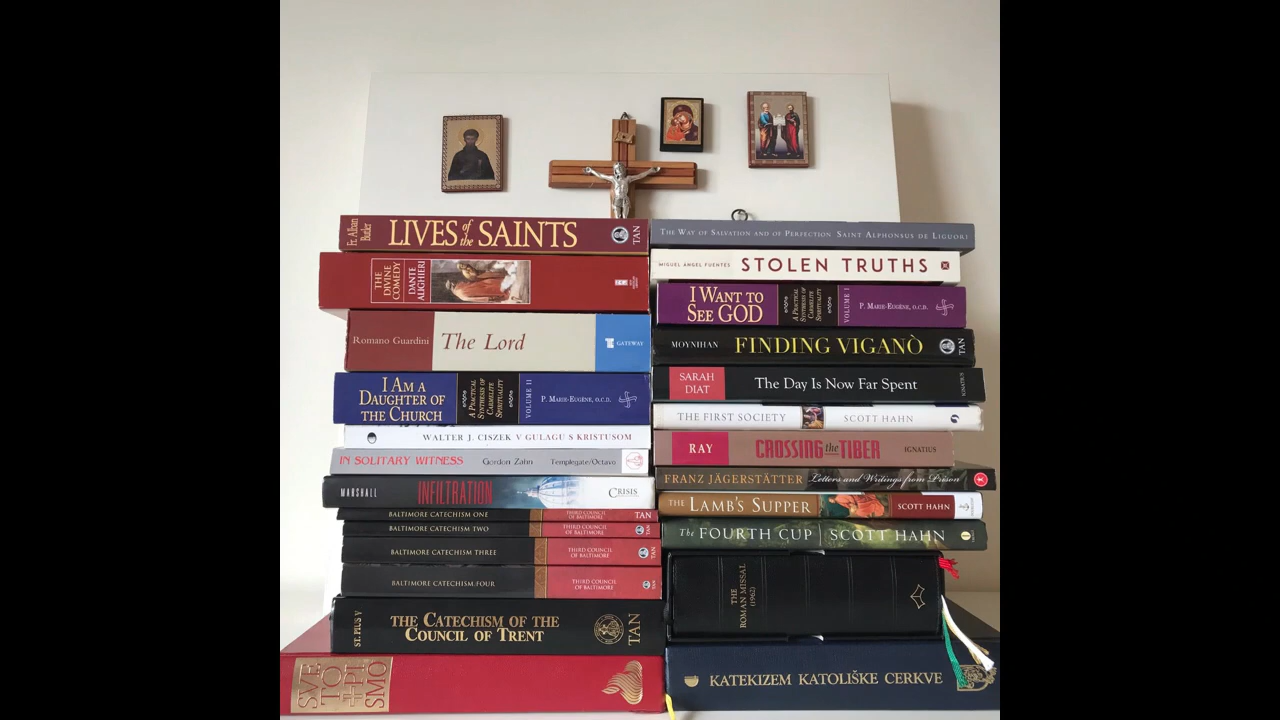 Fr. Alban Butler
LIVES of the SAINTS
TAN
THE DIVINE COMEDY
DANTE ALIGHIERI
Romano Guardini The Lord GATEWAY
I AM A DAUGHTER OF THE CHURCH
A PRACTICAL SYNTHESIS OF CARMELITE SPIRITUALITY
VOLUME II
P. MARIE-EUGÈNE, O.C.D.
WALTER J. CISZEK V GULAGU S KRISTUSOM
IN SOLITARY WITNESS Gordon Zahn Templegate/Octavo
MARSHALL INFILTRATION CRISIS
BALTIMORE CATECHISM ONE THIRD COUNCIL OF BALTIMORE TAN
BALTIMORE CATECHISM TWO THIRD COUNCIL OF BALTIMORE TAN
BALTIMORE CATECHISM THREE THIRD COUNCIL OF BALTIMORE TAN
BALTIMORE CATECHISM FOUR THIRD COUNCIL OF BALTIMORE TAN
ST. PIUS V
THE CATECHISM OF THE
COUNCIL OF TRENT
TAN
SVE
TO+PI
SMO
THE WAY OF SALVATION AND OF PERFECTION SAINT ALPHONSUS DE LIGUORI
MIGUEL ÁNGEL FUENTES STOLEN TRUTHS
I WANT TO SEE GOD
A PRACTICAL SYNTHESIS OF CARMELITE SPIRITUALITY
VOLUME I
P. MARIE-EUGÈNE, O.C.D.
MOYNIHAN FINDING VIGANÒ TAN
SARAH
DIAT
The Day Is Now Far Spent
IGNATIUS
THE FIRST SOCIETY SCOTT HAHN
RAY CROSSING the TIBER IGNATIUS
FRANZ JÄGERSTÄTTER Letters and Writings from Prison
THE LAMB'S SUPPER SCOTT HAHN
The FOURTH CUP SCOTT HAHN
THE
ROMAN MISSAL
(1962)
KATEKIZEM KATOLIŠKE CERKVE